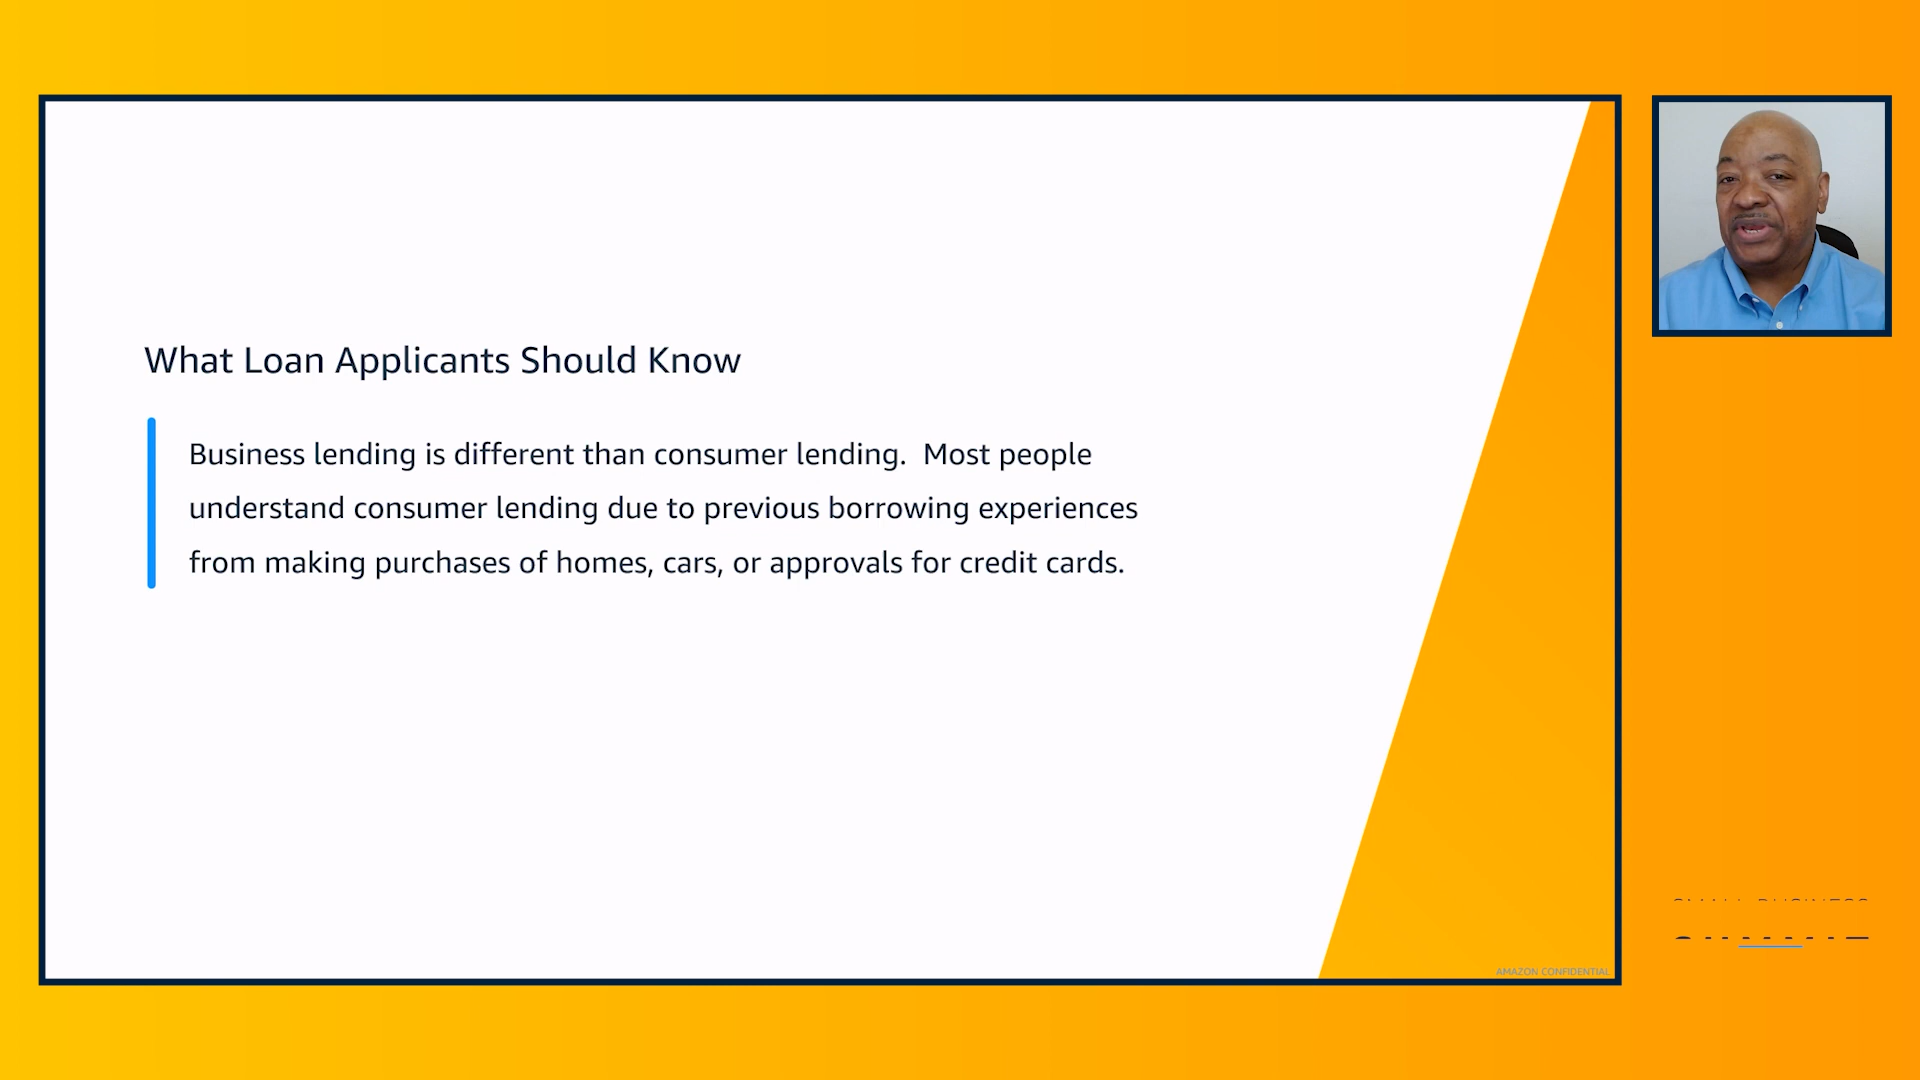 What Loan Applicants Should Know
Business lending is different than consumer lending. Most people
understand consumer lending due to previous borrowing experiences
from making purchases of homes, cars, or approvals for credit cards.
AMAZON CONFIDENTIAL